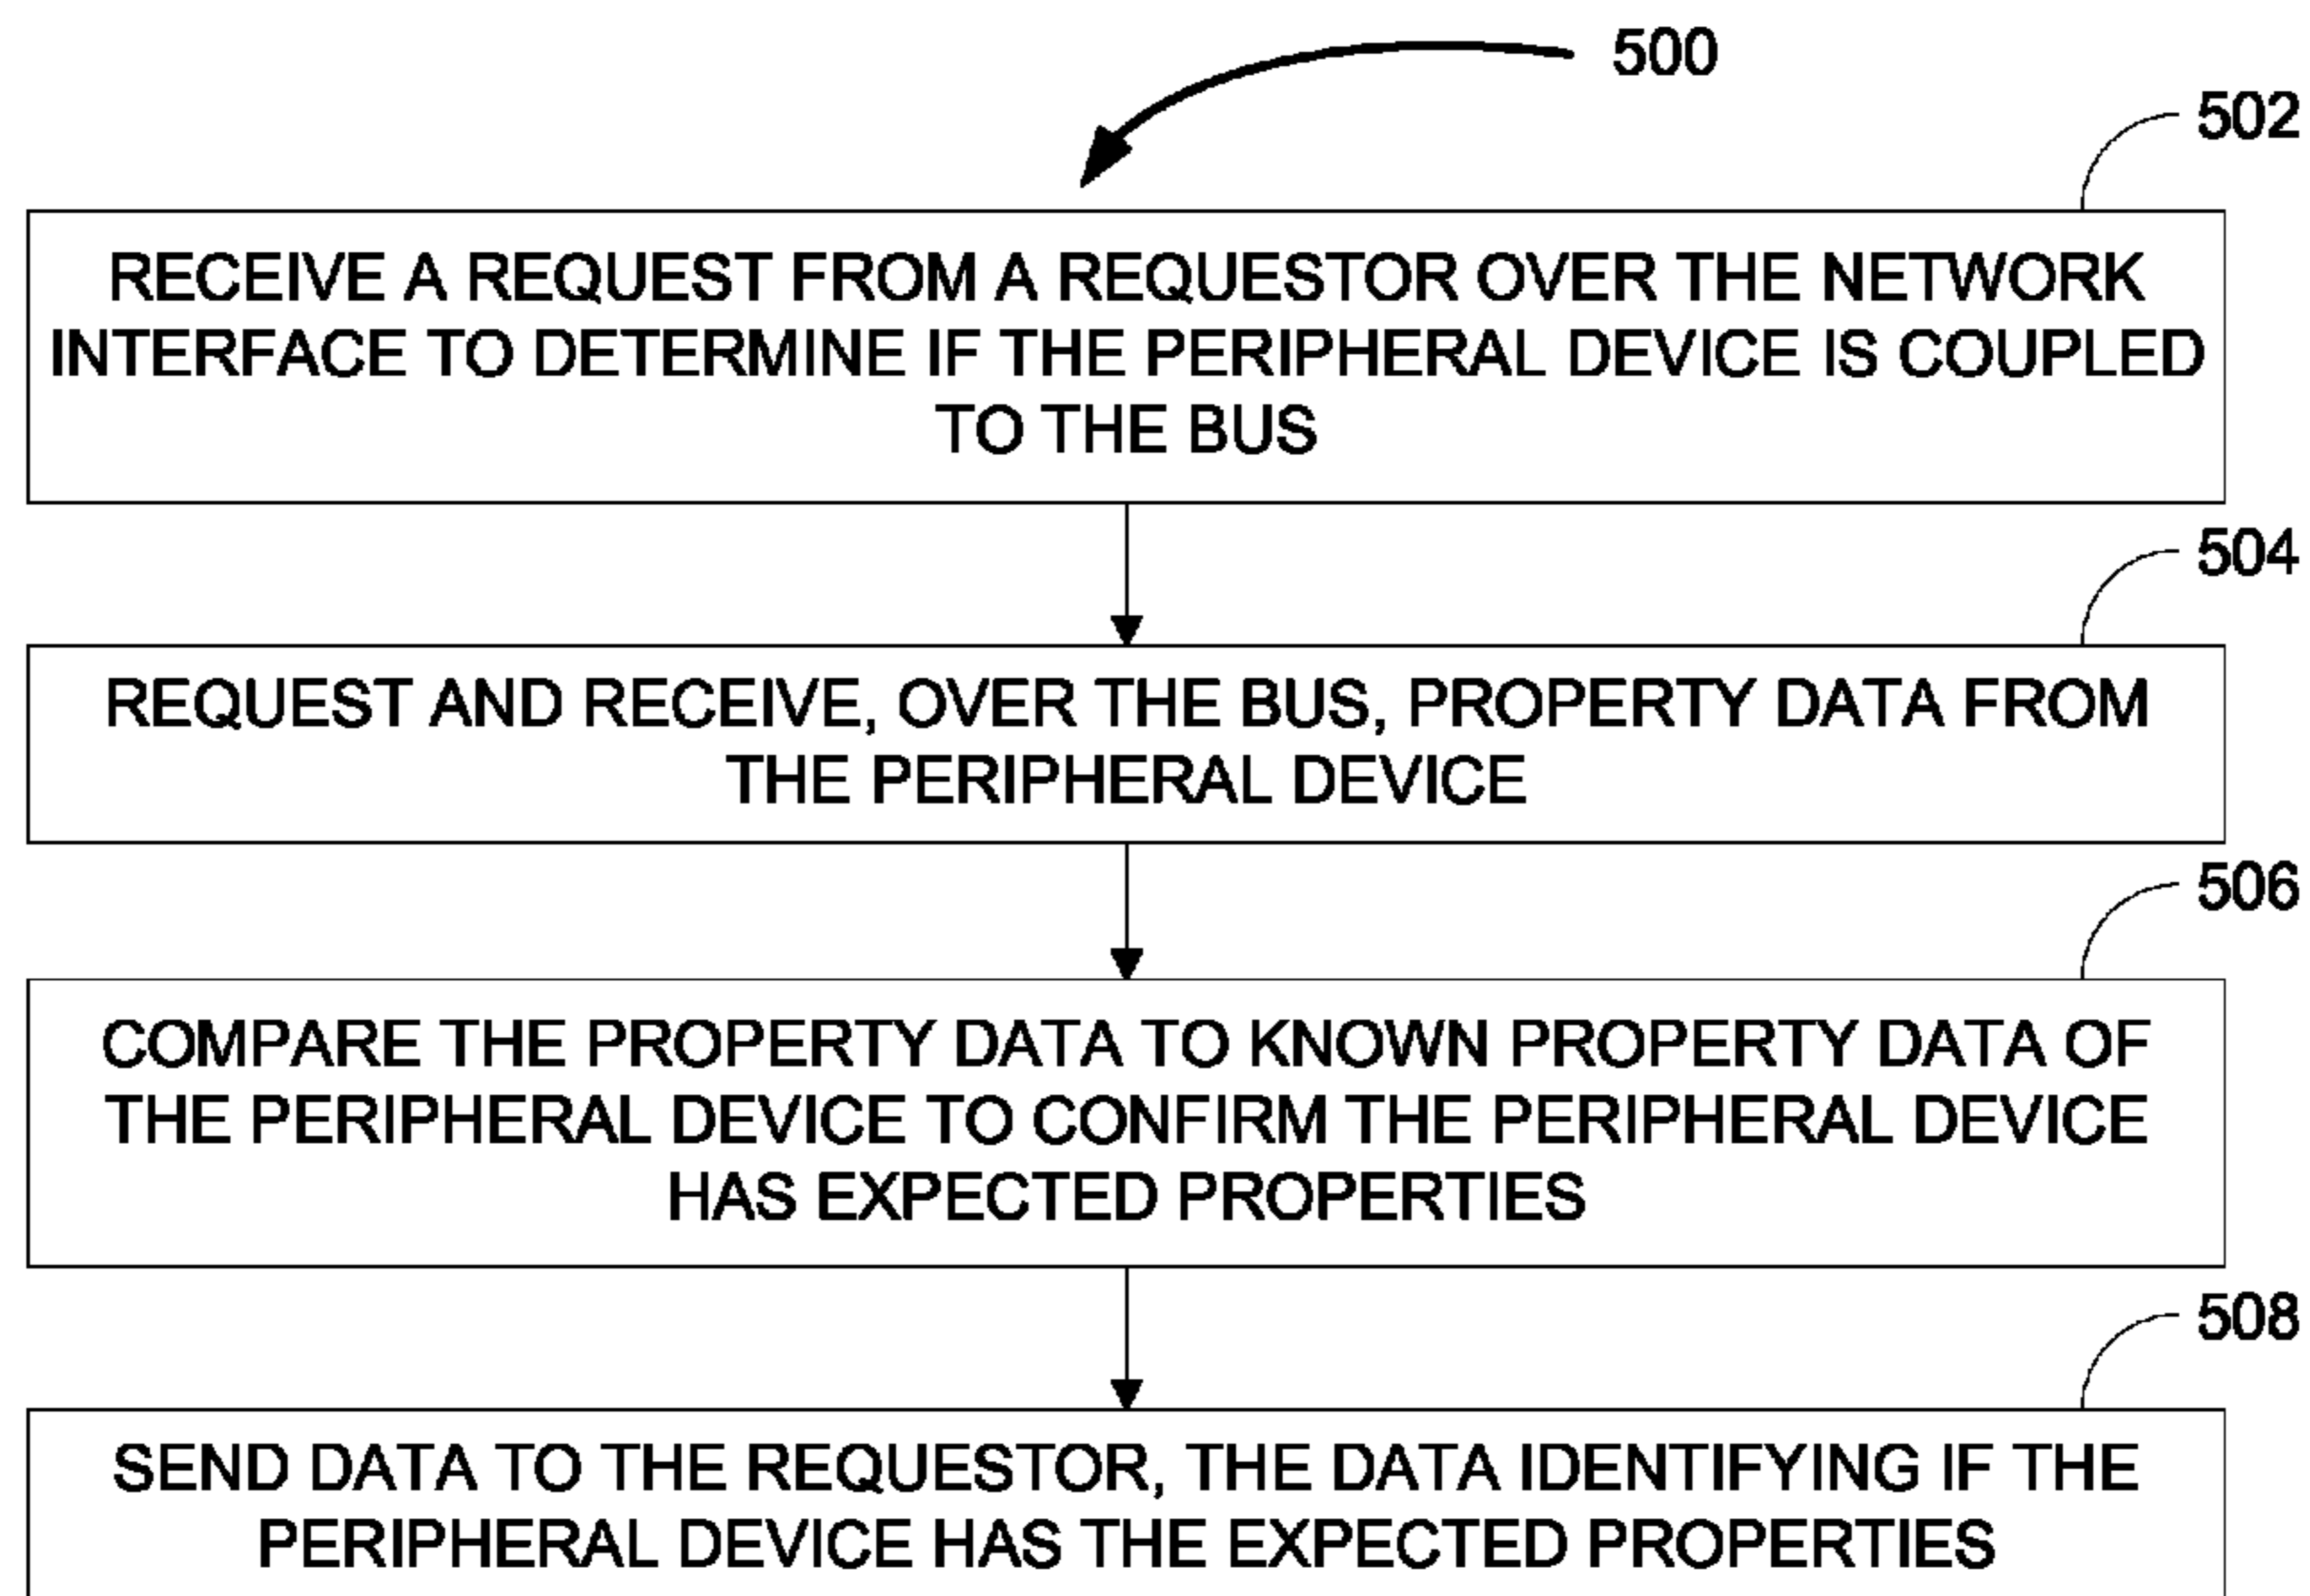 500
502
RECEIVE A REQUEST FROM A REQUESTOR OVER THE NETWORK
INTERFACE TO DETERMINE IF THE PERIPHERAL DEVICE IS COUPLED
TO THE BUS
504
REQUEST AND RECEIVE, OVER THE BUS, PROPERTY DATA FROM
THE PERIPHERAL DEVICE
506
COMPARE THE PROPERTY DATA TO KNOWN PROPERTY DATA OF
THE PERIPHERAL DEVICE TO CONFIRM THE PERIPHERAL DEVICE
HAS EXPECTED PROPERTIES
508
SEND DATA TO THE REQUESTOR, THE DATA IDENTIFYING IF THE
PERIPHERAL DEVICE HAS THE EXPECTED PROPERTIES